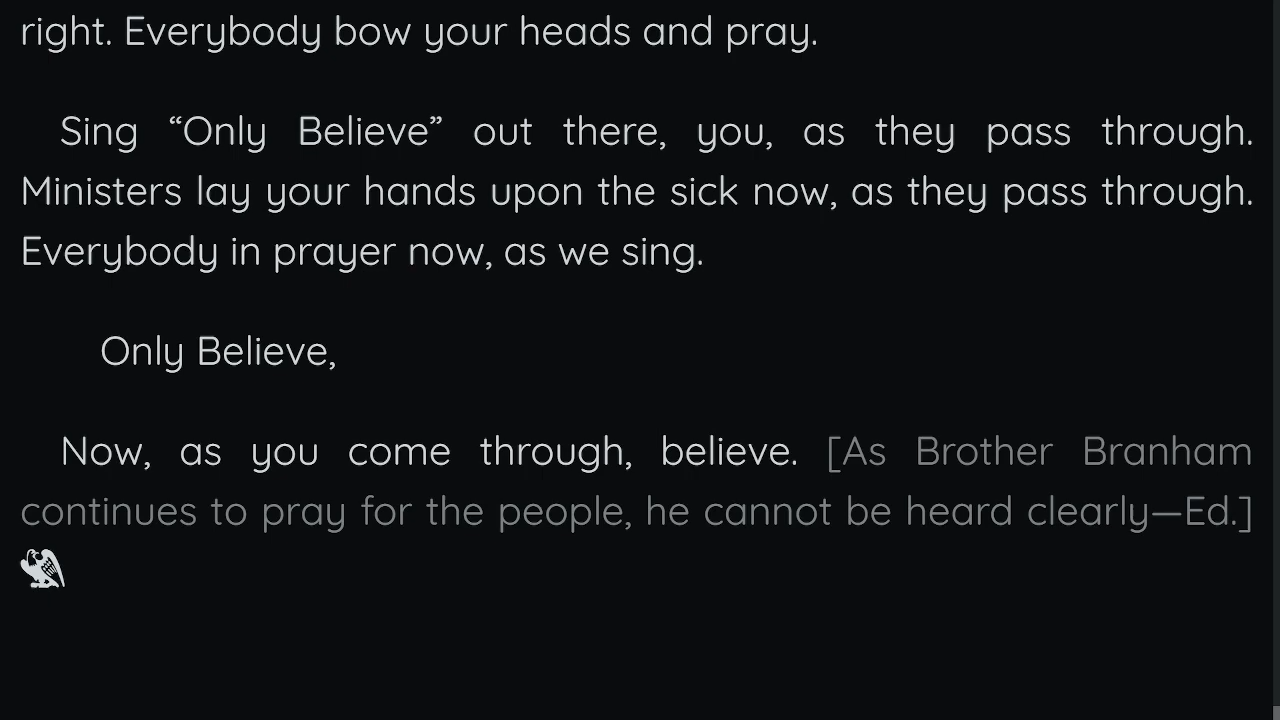 right. Everybody bow your heads and pray.
Sing “Only Believe” out there, you, as they pass through.
Ministers lay your hands upon the sick now, as they pass through.
Everybody in prayer now, as we sing.
Only Believe,
Now, as you come through, believe. [As Brother Branham
continues to pray for the people, he cannot be heard clearly—Ed.]